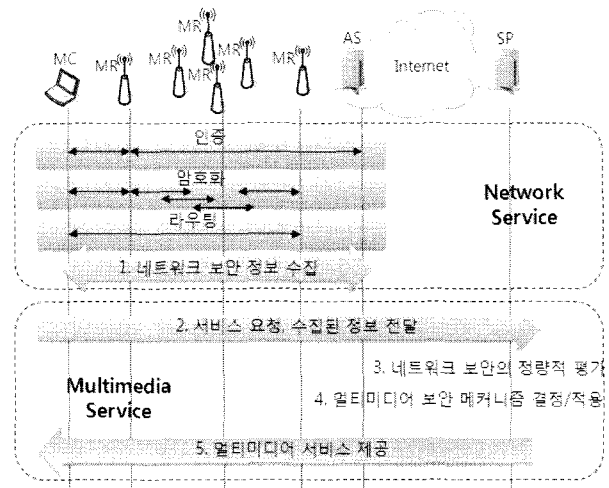 MR
AS
SP
MC
MR
MR
MR
MR
MR
Internet
인증
암호화
Network
Service
라우팅
1. 네트워크 보안 정보 수집
2. 서비스 요청, 수집된 정보 전달
3. 네트워크 보안의 정량적 평가
Multimedia
Service
4. 멀티미디어 보안 메커니즘 결정/적용
5. 멀티미디어 서비스 제공